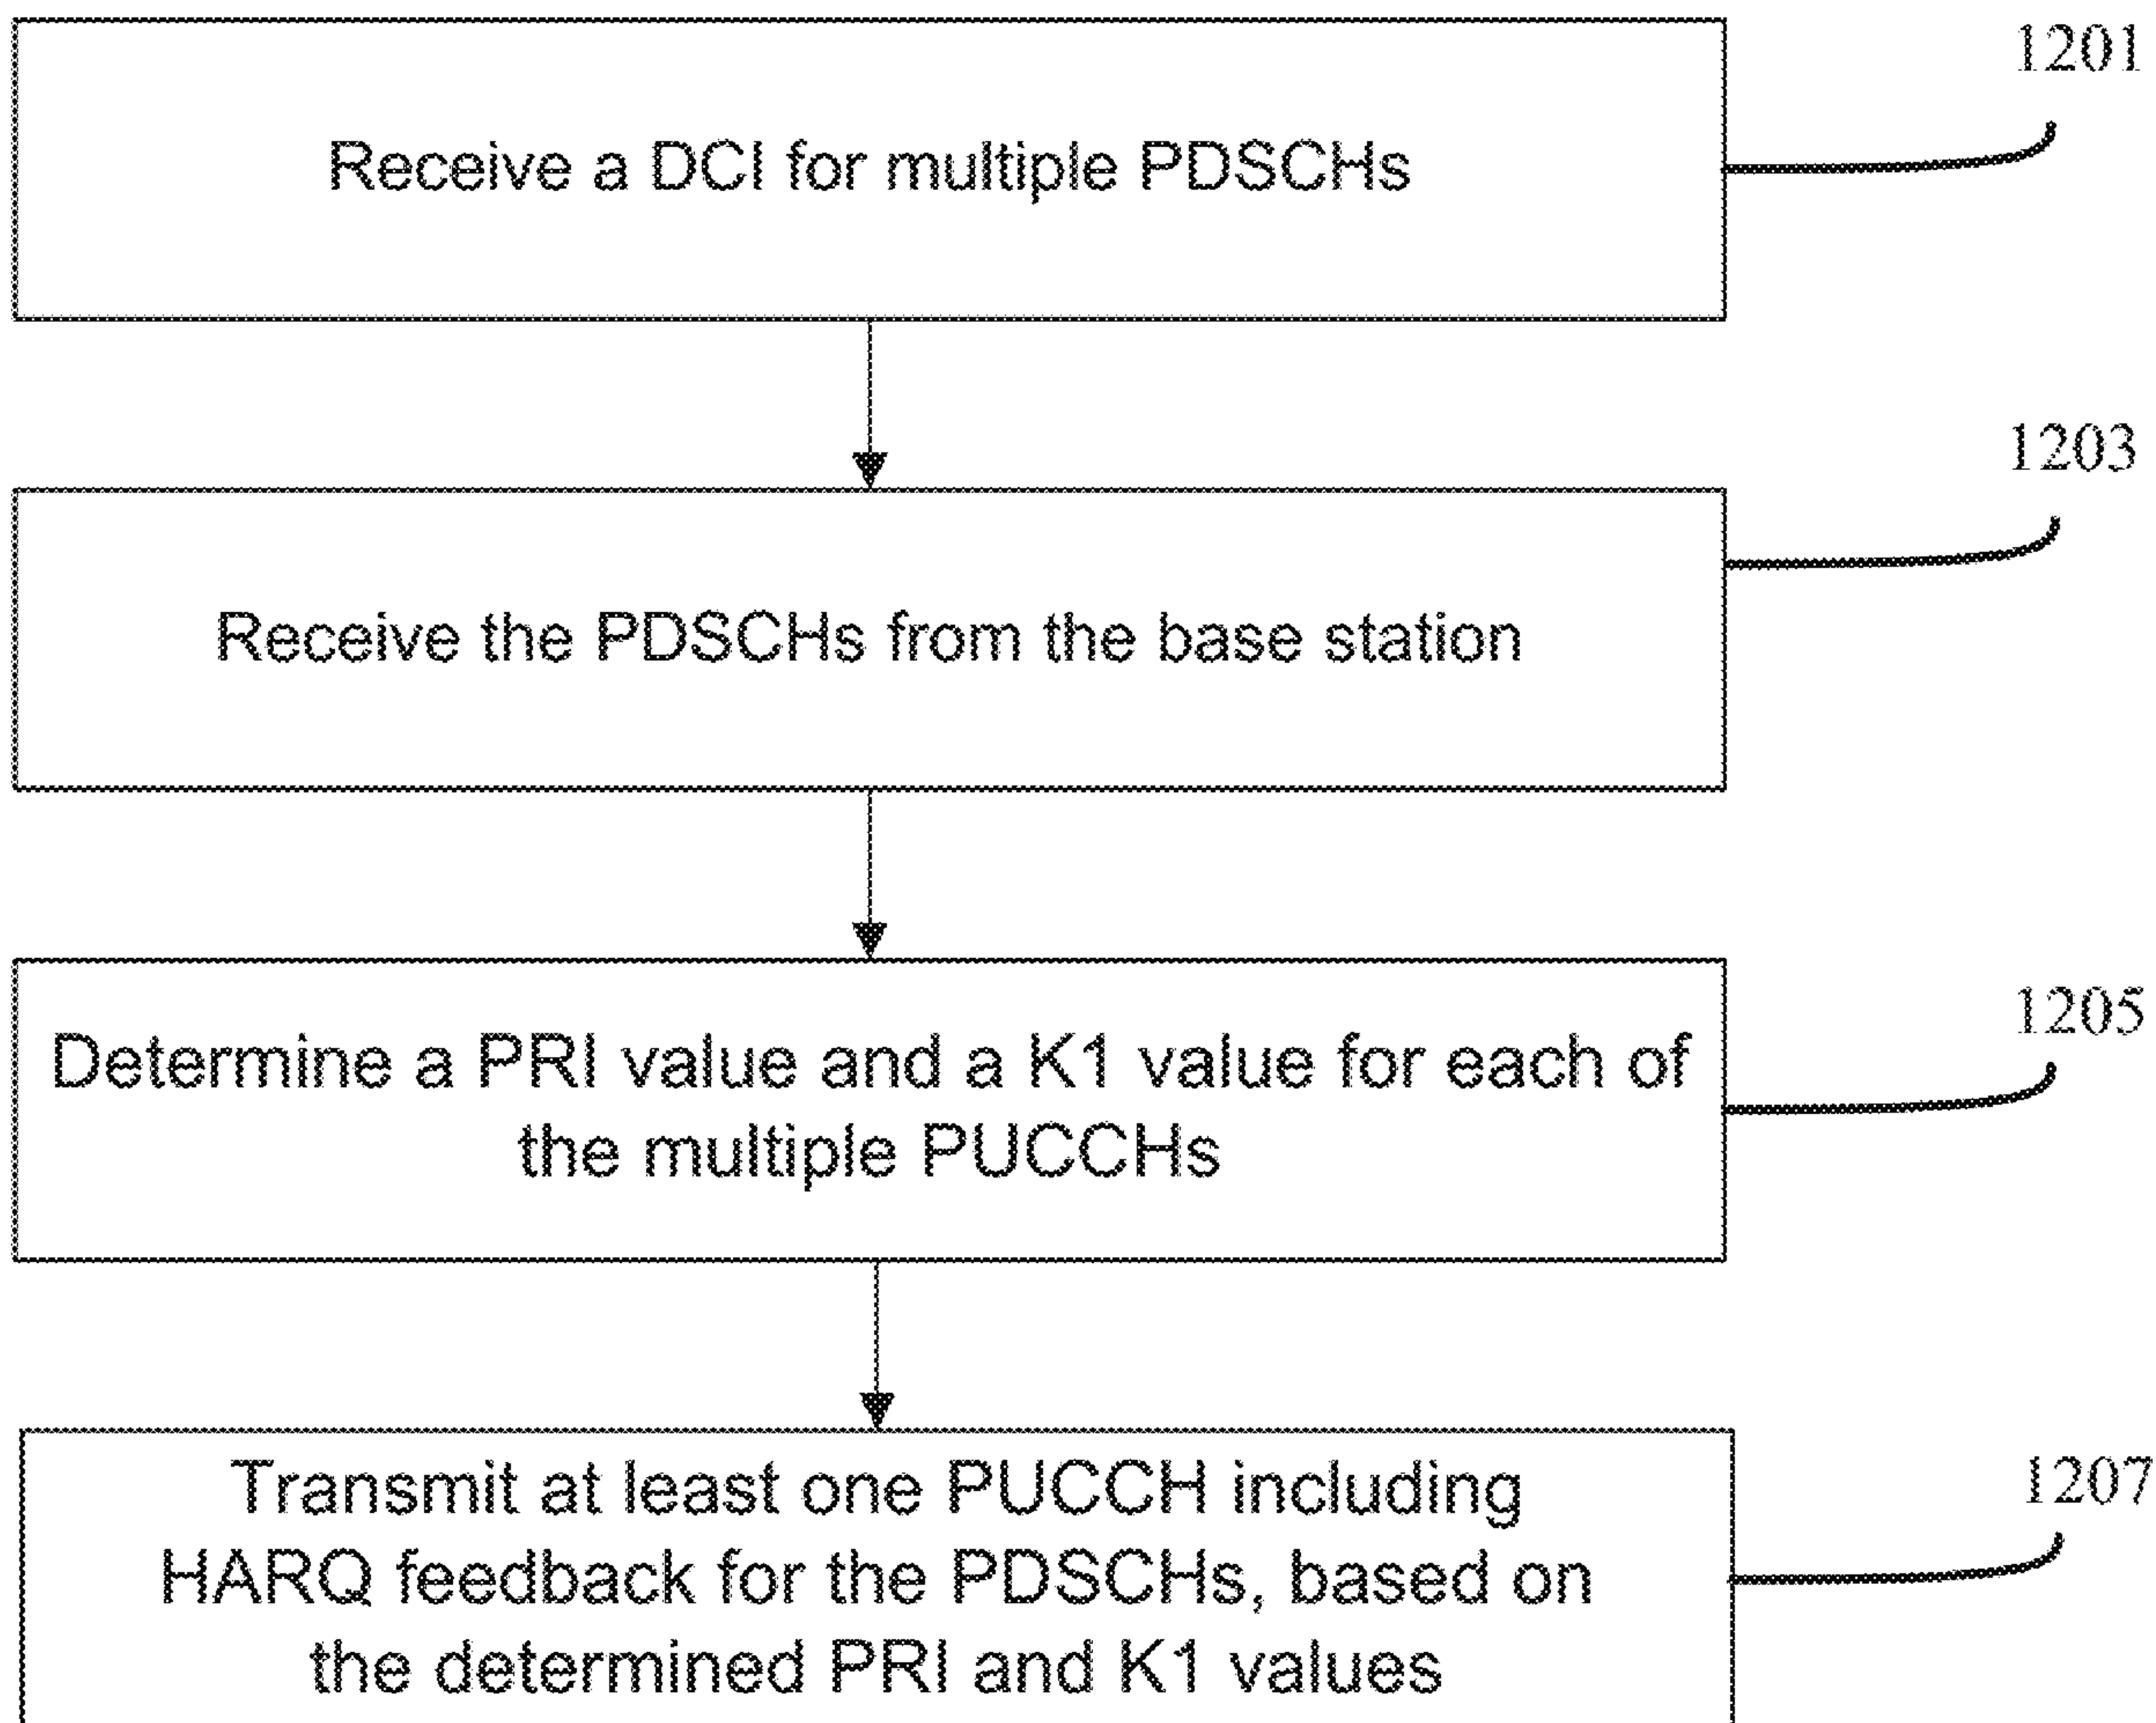 1201
Receive a DCI for multiple PDSCHs
1203
Receive the PDSCHs from the base station
1205
Determine a PRI value and a K1 value for each of
the multiple PUCCHs
1207
Transmit at least one PUCCH including
HARQ feedback for the PDSCHs, based on
the determined PRI and K1 values